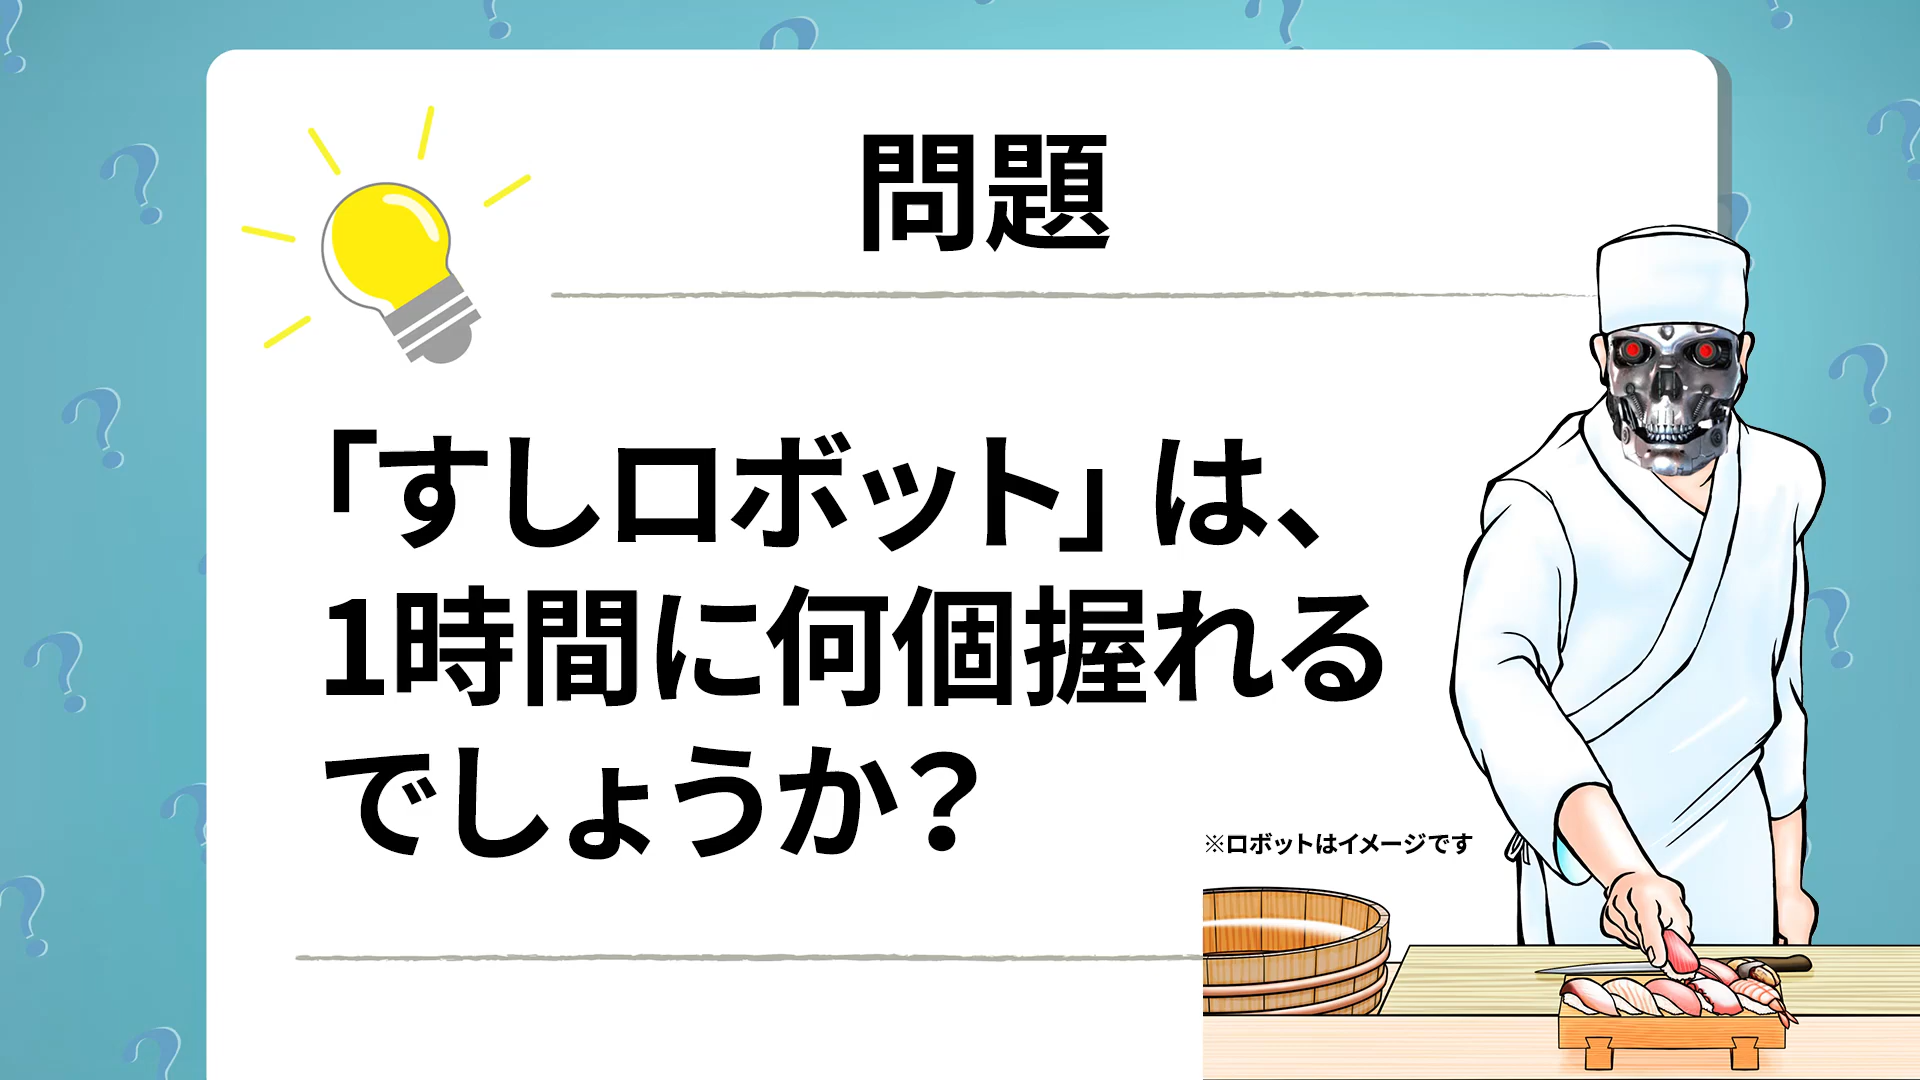 問題
「すしロボット」は、
1時間に何個握れる
でしょうか？
※ロボットはイメージです